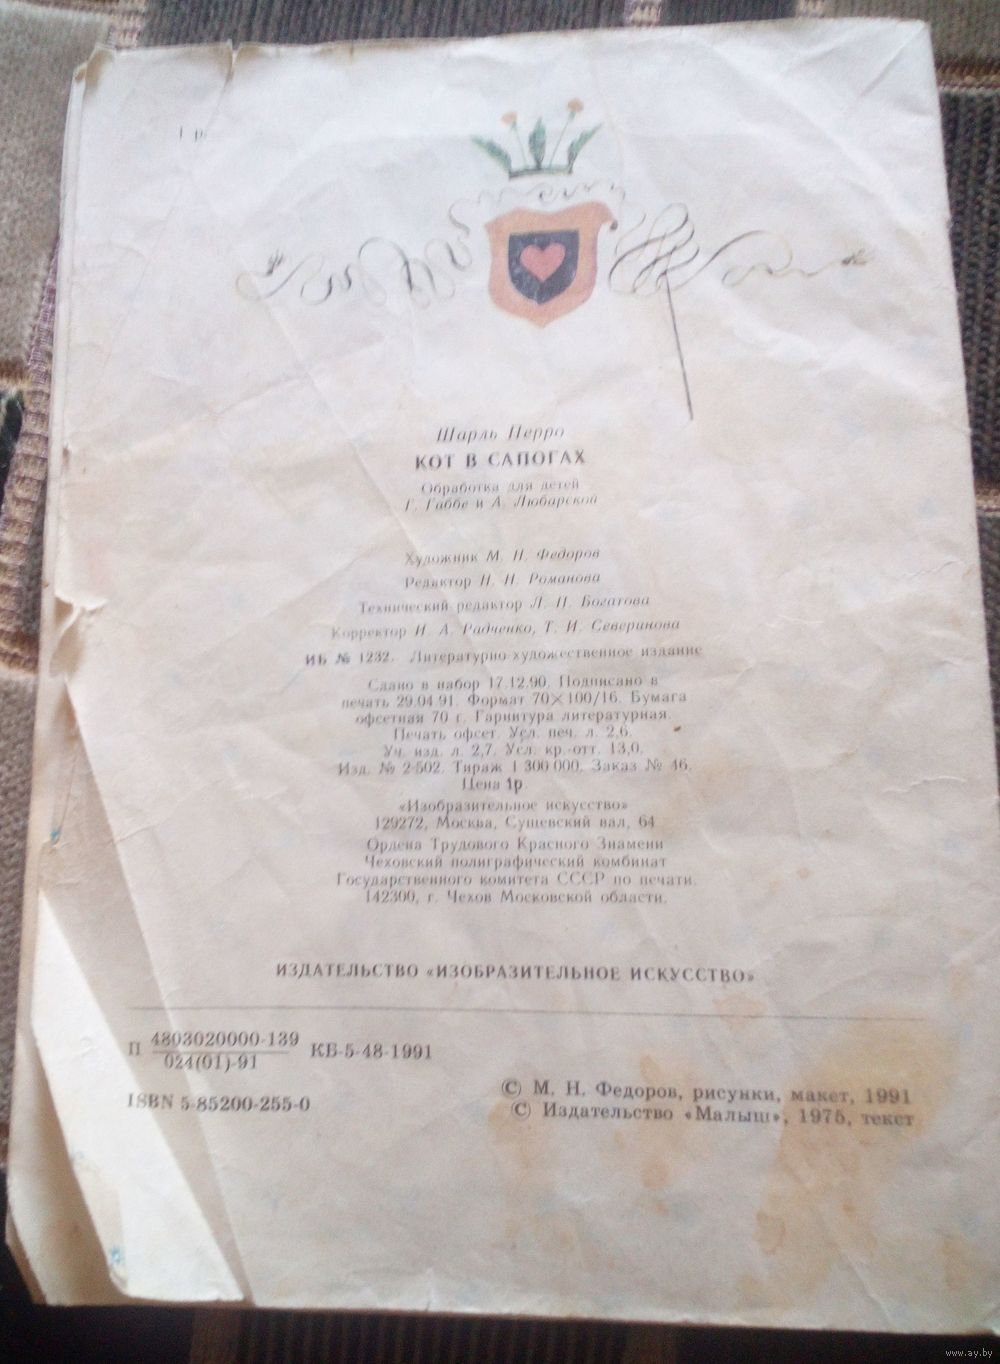 1 р.
Шарль Перро
КОТ В САПОГАХ
Обработка для детей
Г. Габбе и А. Любарской
Художник М. Н. Федоров
Редактор Н. Н. Романова
Технический редактор Л. П. Богатова
Корректор И. А. Радченко, Т. И. Северинова
ИБ № 1232. Литературно-художественное издание
Сдано в набор 17.12.90. Подписано в
печать 29.04.91. Формат 70×100/16. Бумага
офсетная 70 г. Гарнитура литературная.
Печать офсет. Усл. печ. л. 2,6.
Уч. изд. л. 2,7. Усл. кр.-отт. 13,0.
Изд. № 2-502. Тираж 1 300 000. Заказ № 46.
Цена 1р.
«Изобразительное искусство»
129272, Москва, Сущевский вал, 64
Ордена Трудового Красного Знамени
Чеховский полиграфический комбинат
Государственного комитета СССР по печати.
142300, г. Чехов Московской области.
ИЗДАТЕЛЬСТВО «ИЗОБРАЗИТЕЛЬНОЕ ИСКУССТВО»
П 4803020000-139
024(01)-91
КБ-5-48-1991
ISBN 5-85200-255-0
© М. Н. Федоров, рисунки, макет, 1991
© Издательство «Малыш», 1975, текст
www.ay.by